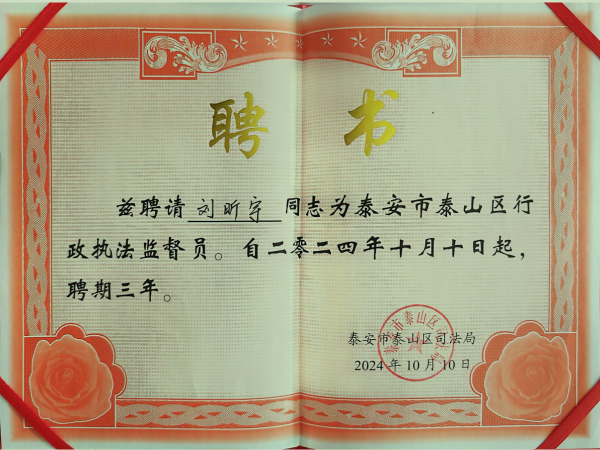 聘书
兹聘请 刘昕宇 同志为泰安市泰山区行
政执法监督员。自二零二四年十月十日起，
聘期三年。
泰安市泰山区司法局
2024年10月10日